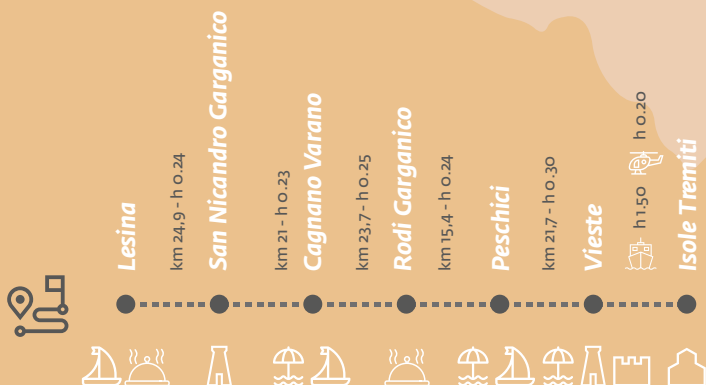 Lesina
km 24,9 - h 0.24
San Nicandro Garganico
km 21 - h 0.23
Cagnano Varano
km 23,7 - h 0.25
Rodi Garganico
km 15,4 - h 0.24
Peschici
km 21,7 - h 0.30
Vieste
h 1.50
h 0.20
Isole Tremiti